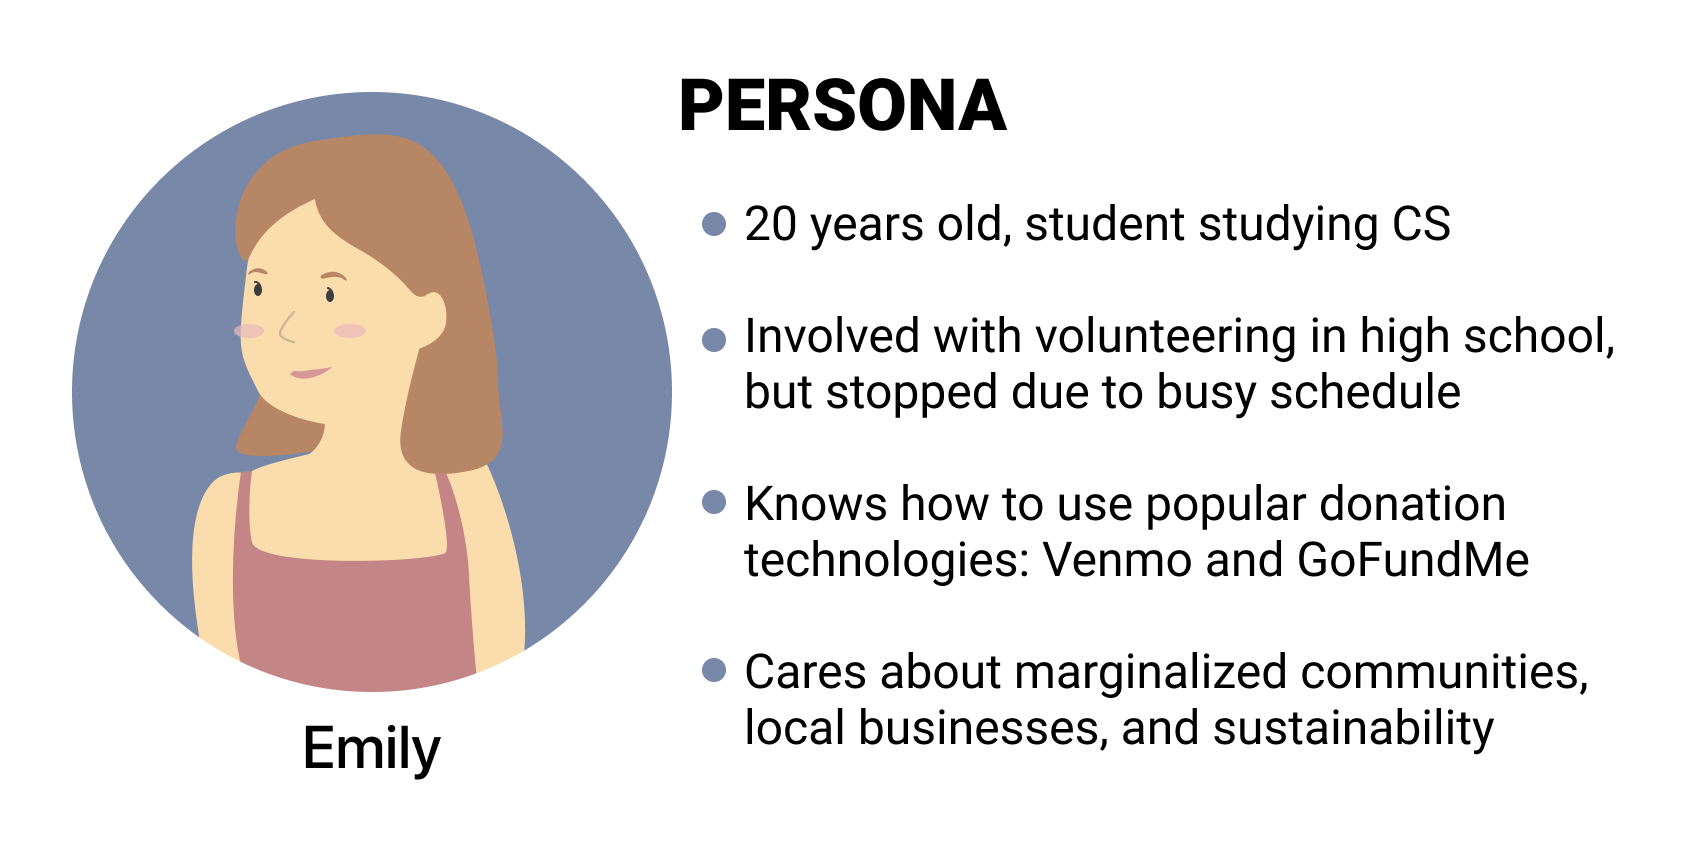 PERSONA
20 years old, student studying CS
Involved with volunteering in high school,
but stopped due to busy schedule
Knows how to use popular donation
technologies: Venmo and GoFundMe
Cares about marginalized communities,
local businesses, and sustainability
Emily